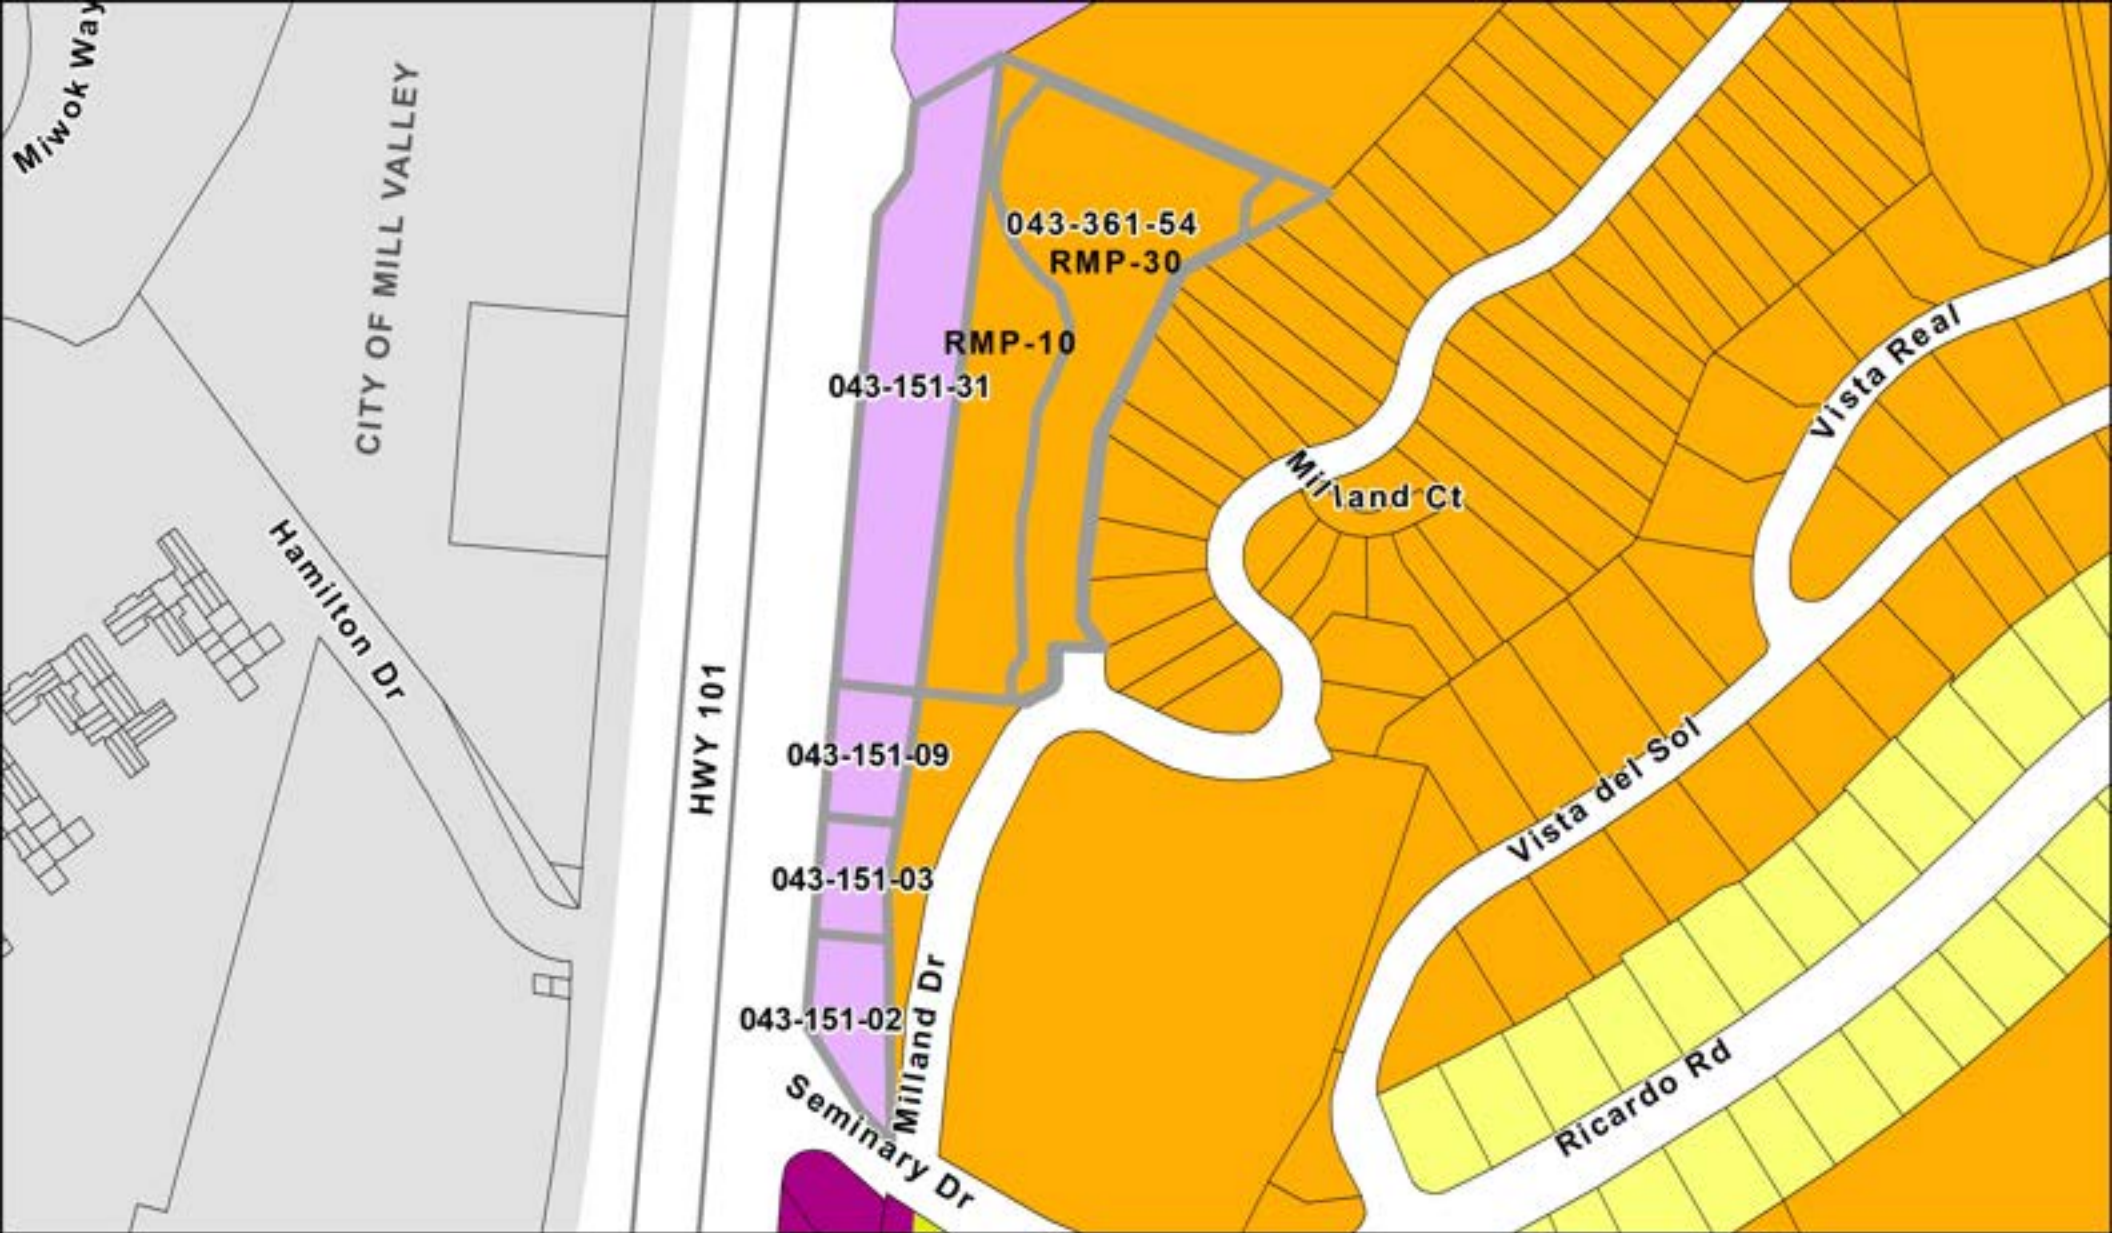 Miwok Way
CITY OF MILL VALLEY
043-361-54
RMP-30
RMP-10
043-151-31
Vista Real
Milland Ct
Hamilton Dr
HWY 101
043-151-09
Vista del Sol
043-151-03
043-151-02
Milland Dr
Seminary Dr
Ricardo Rd